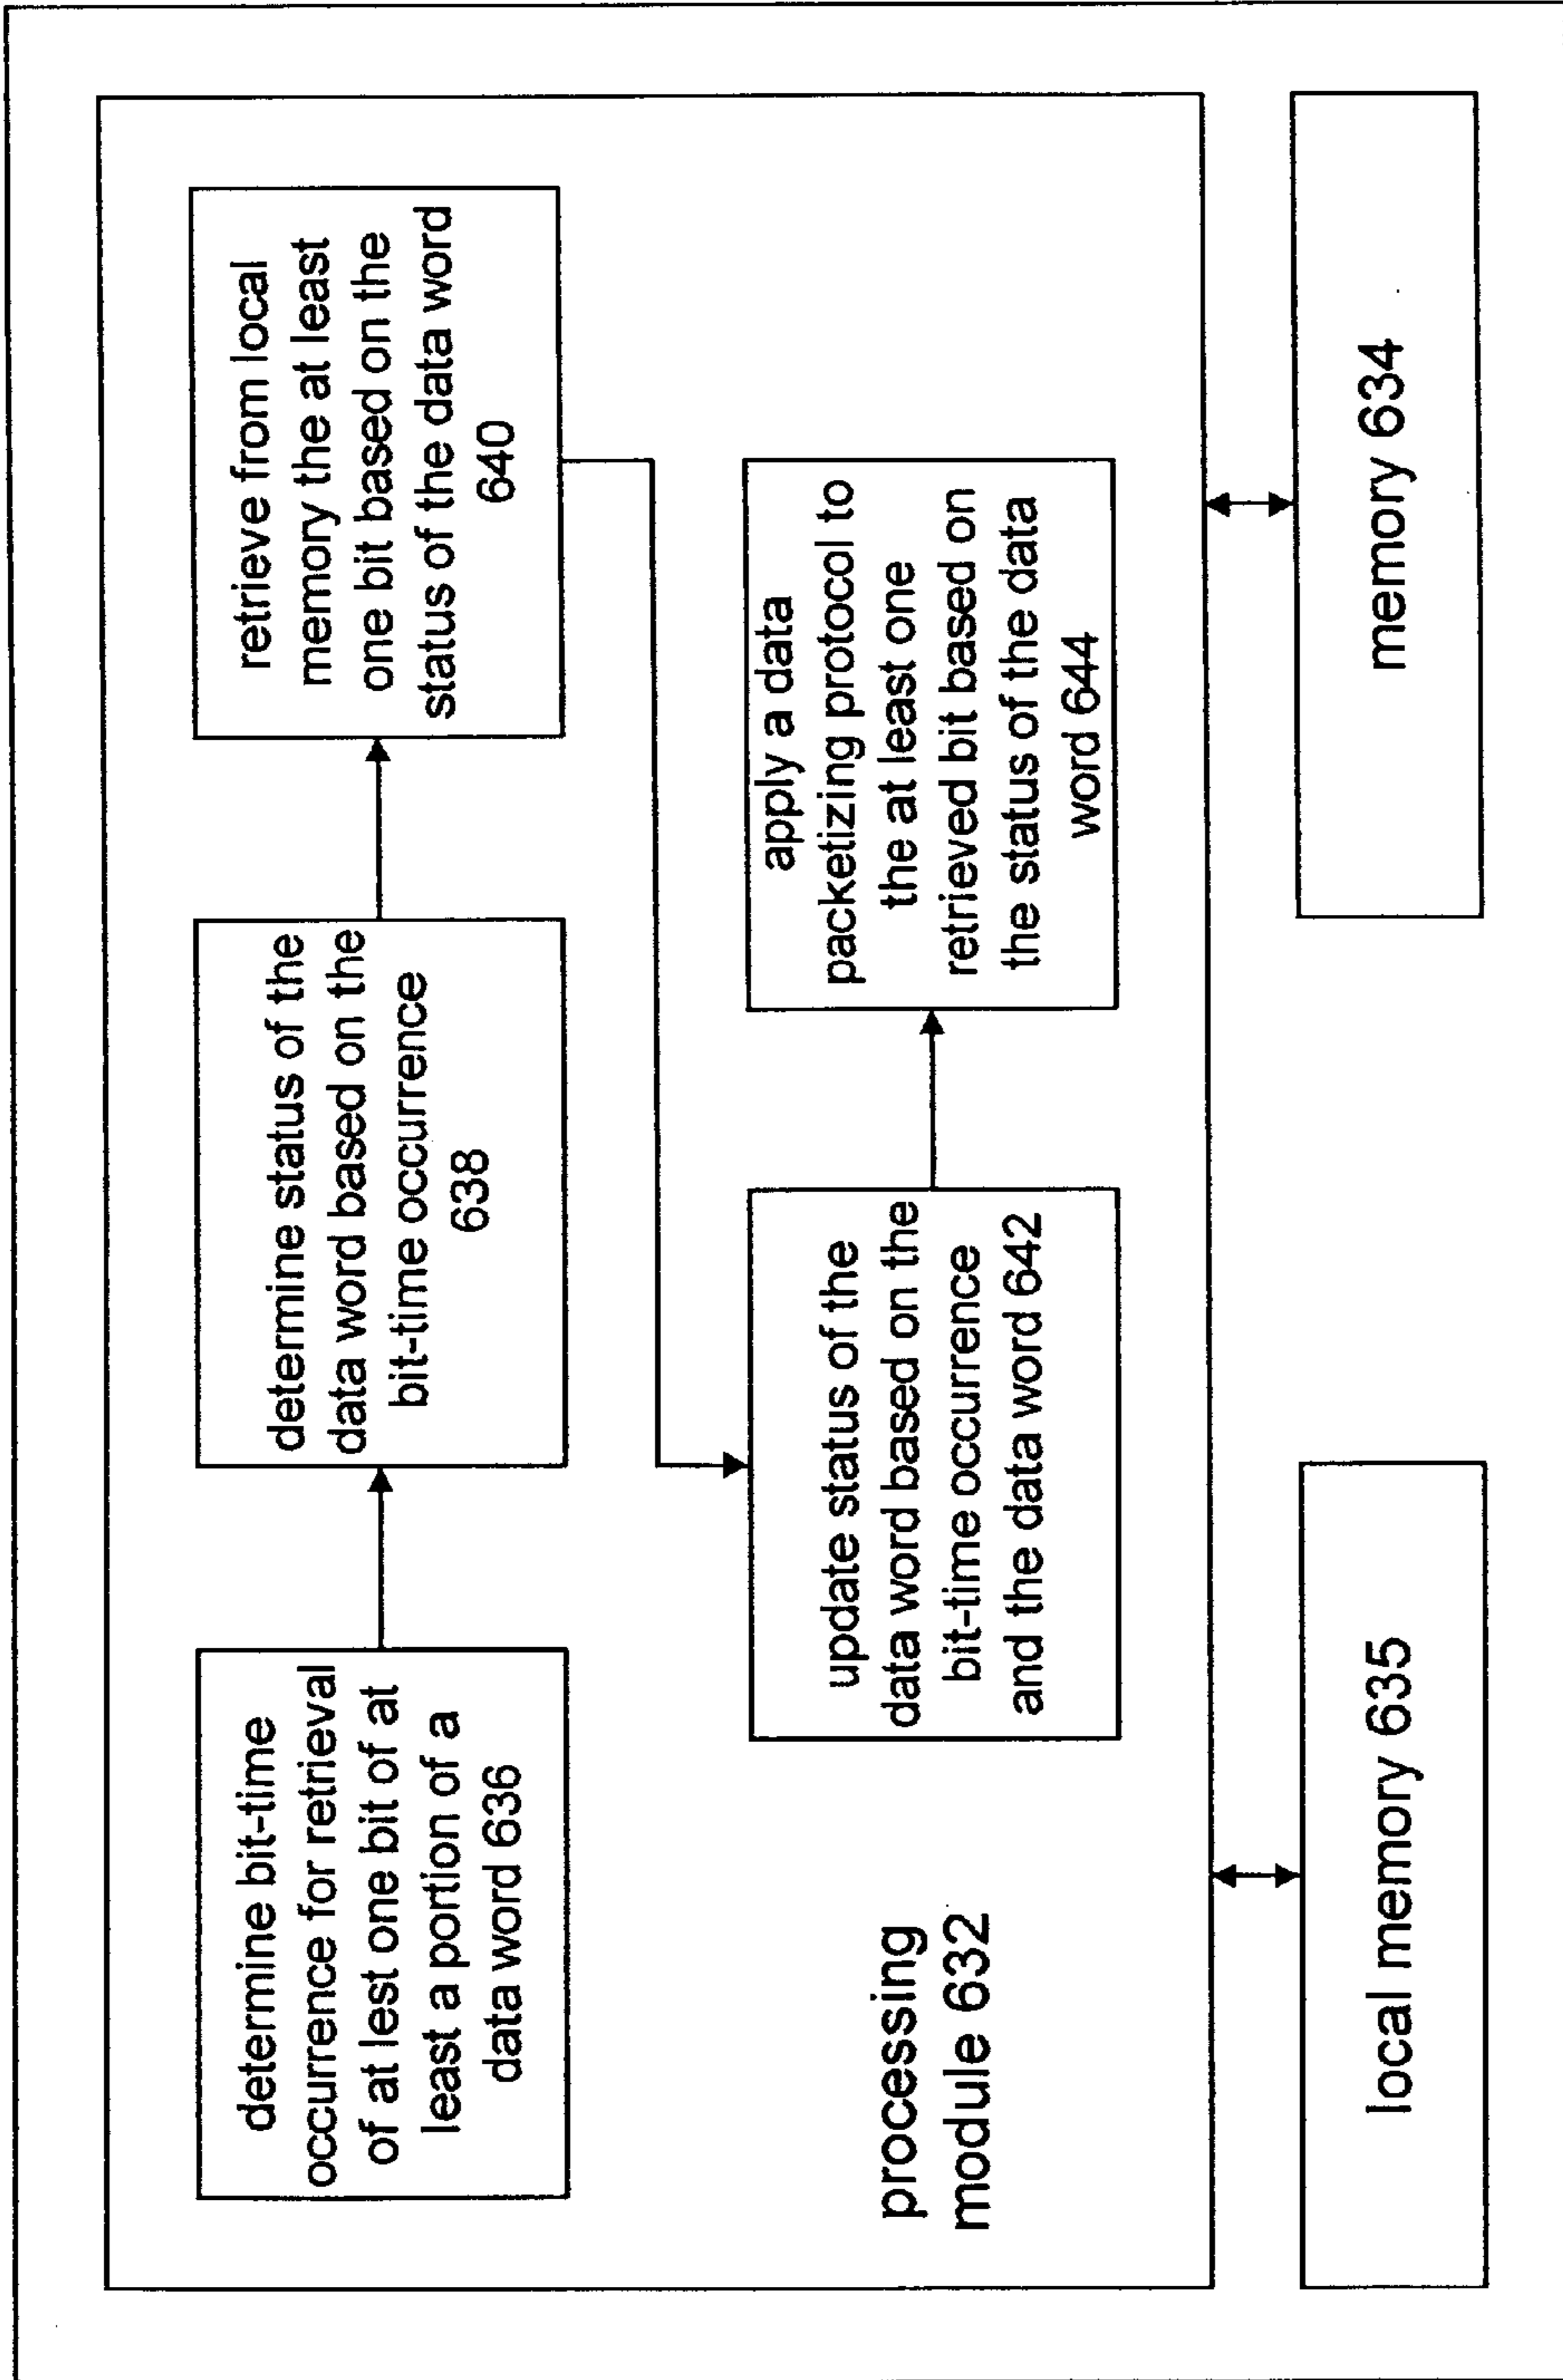 determine bit-time
occurrence for retrieval
of at lest one bit of at
least a portion of a
data word 636
determine status of the
data word based on the
bit-time occurrence
638
retrieve from local
memory the at least
one bit based on the
status of the data word
640
update status of the
data word based on the
bit-time occurrence
and the data word 642
apply a data
packetizing protocol to
the at least one
retrieved bit based on
the status of the data
word 644
processing
module 632
local memory 635
memory 634